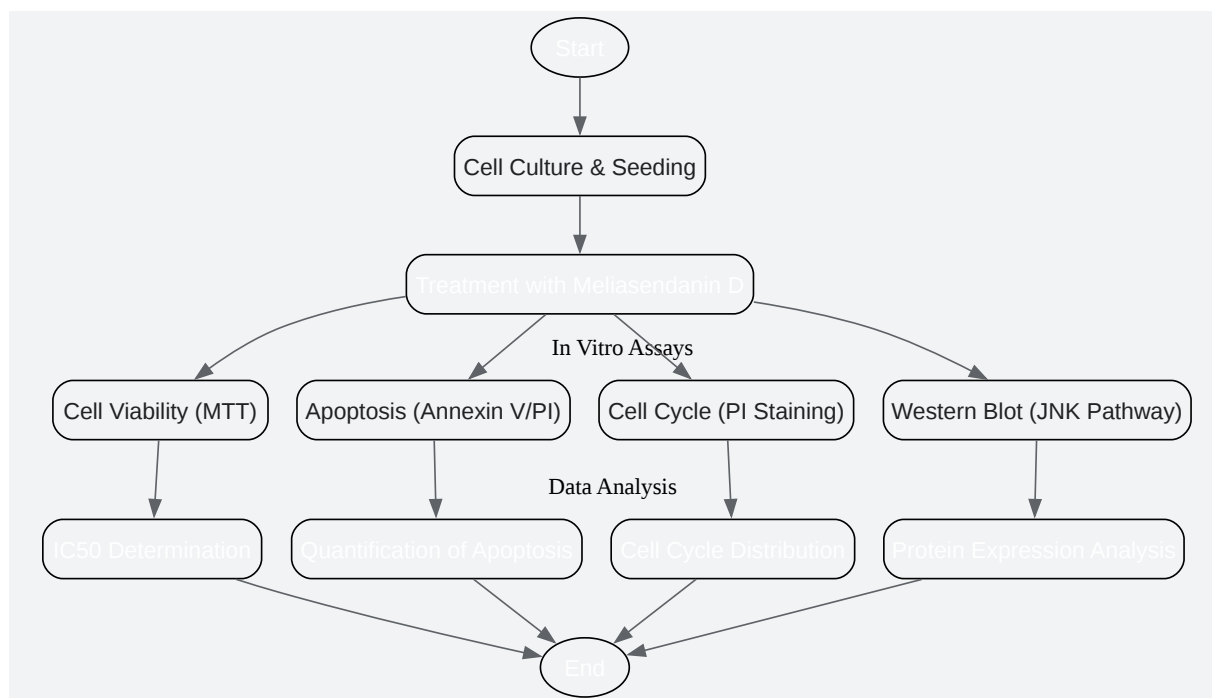 Start
Cell Culture & Seeding
Treatment with Meliasendanin D
In Vitro Assays
Cell Viability (MTT)
Apoptosis (Annexin V/PI)
Cell Cycle (PI Staining)
Western Blot (JNK Pathway)
Data Analysis
IC50 Determination
Quantification of Apoptosis
Cell Cycle Distribution
Protein Expression Analysis
End